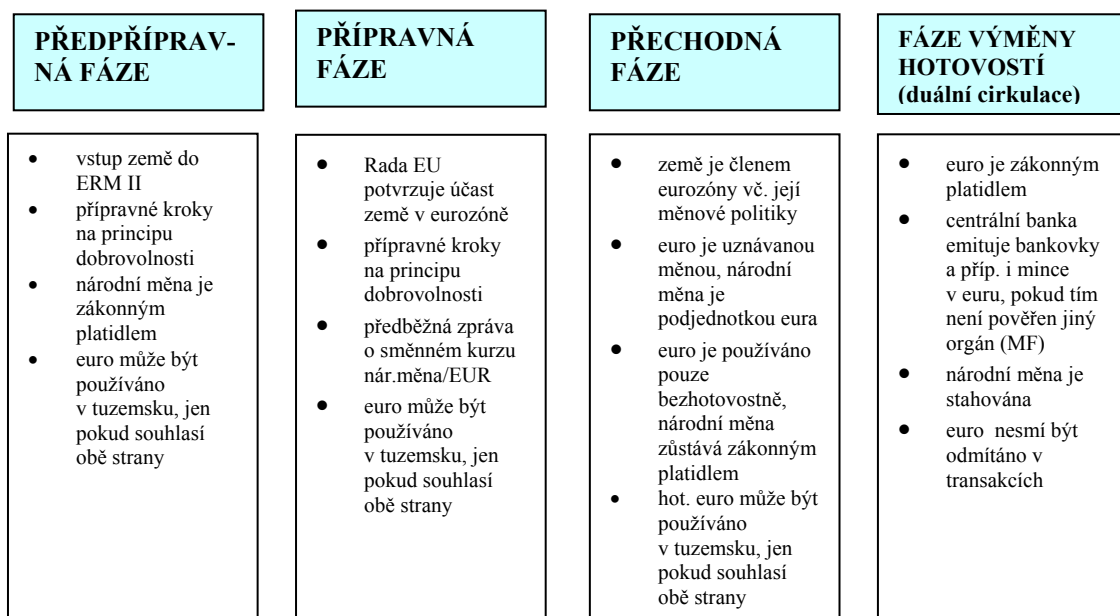 PŘEDPŘÍPRAV-
NÁ FÁZE
• vstup země do
ERM II
• přípravné kroky
na principu
dobrovolnosti
• národní měna je
zákonným
platidlem
• euro může být
používáno
v tuzemsku, jen
pokud souhlasí
obě strany
PŘÍPRAVNÁ
FÁZE
• Rada EU
potvrzuje účast
země v eurozóně
• přípravné kroky
na principu
dobrovolnosti
• předběžná zpráva
o směnném kurzu
nár.měna/EUR
• euro může být
používáno
v tuzemsku, jen
pokud souhlasí
obě strany
PŘECHODNÁ
FÁZE
• země je členem
eurozóny vč. její
měnové politiky
• euro je uznávanou
měnou, národní
měna je
podjednotkou eura
• euro je používáno
pouze
bezhotovostně,
národní měna
zůstává zákonným
platidlem
• hot. euro může být
používáno
v tuzemsku, jen
pokud souhlasí
obě strany
FÁZE VÝMĚNY
HOTOVOSTÍ
(duální cirkulace)
• euro je zákonným
platidlem
• centrální banka
emituje bankovky
a příp. i mince
v euru, pokud tím
není pověřen jiný
orgán (MF)
• národní měna je
stahována
• euro nesmí být
odmítáno v
transakcích